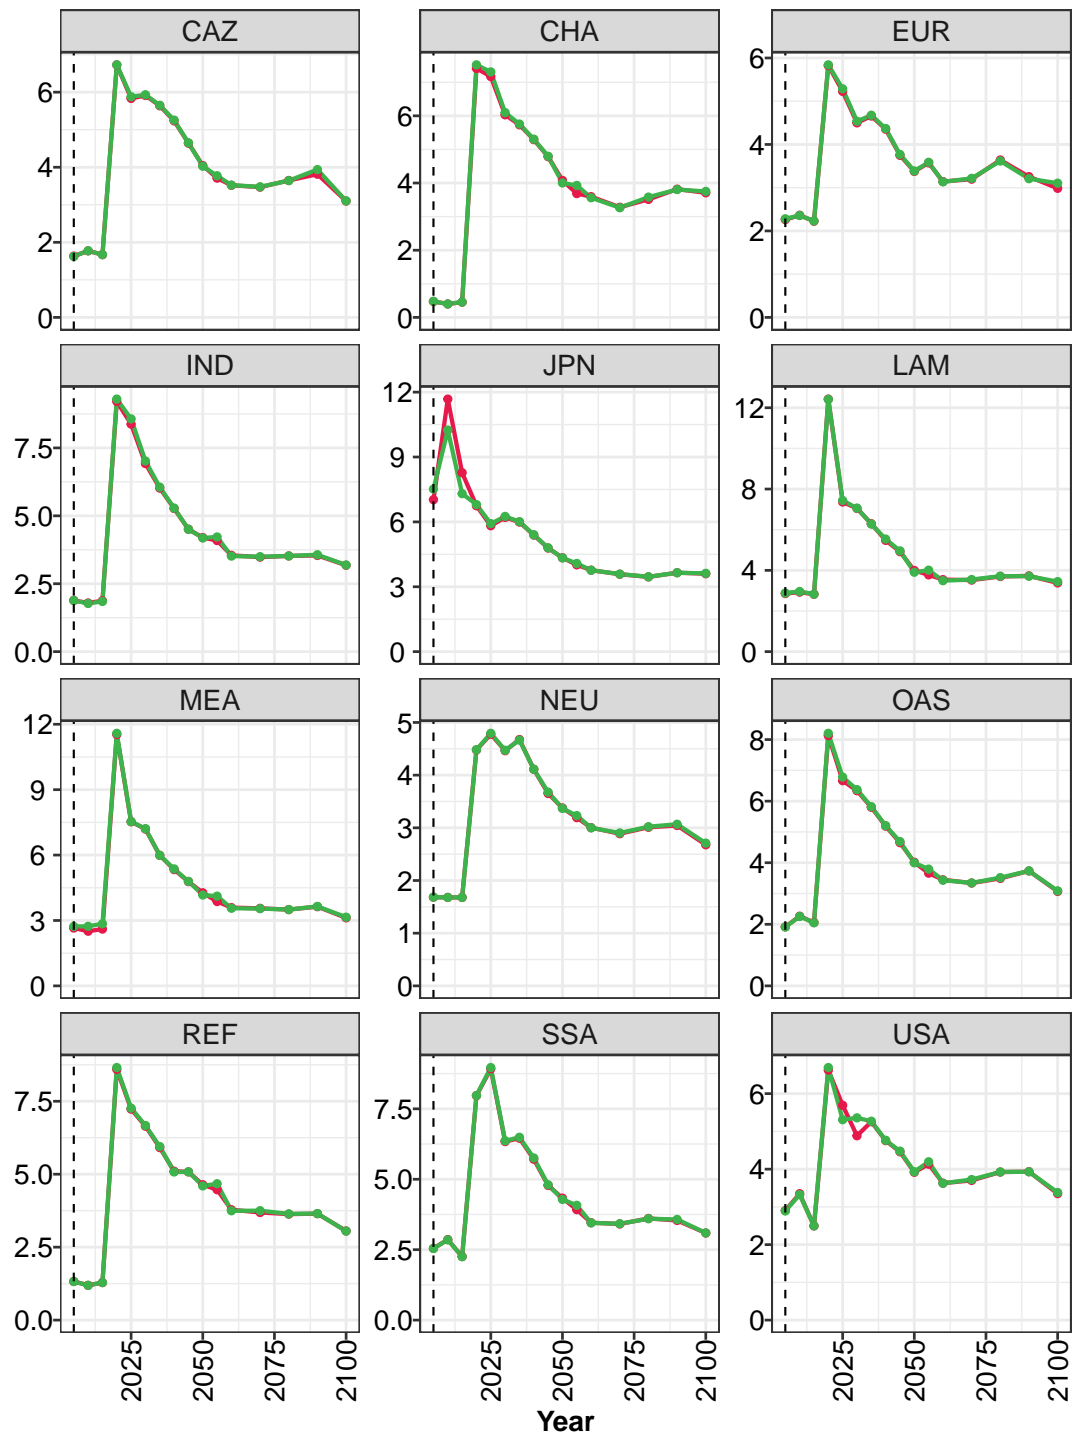 CAZ CHA EUR
6 6 6
4 4 4
2 2 2
0 0 0
IND JPN LAM
7.5 12 12
5.0 9 8
2.5 6 4
0.0 3 0
0
MEA NEU OAS
12 5 8
9 4 6
6 3 4
3 2 2
0 1 0
0
REF SSA USA
7.5 7.5 6
5.0 5.0 4
2.5 2.5 2
0.0 0.0 0
2025 2050 2075 2100 2025 2050 2075 2100 2025 2050 2075 2100
Year